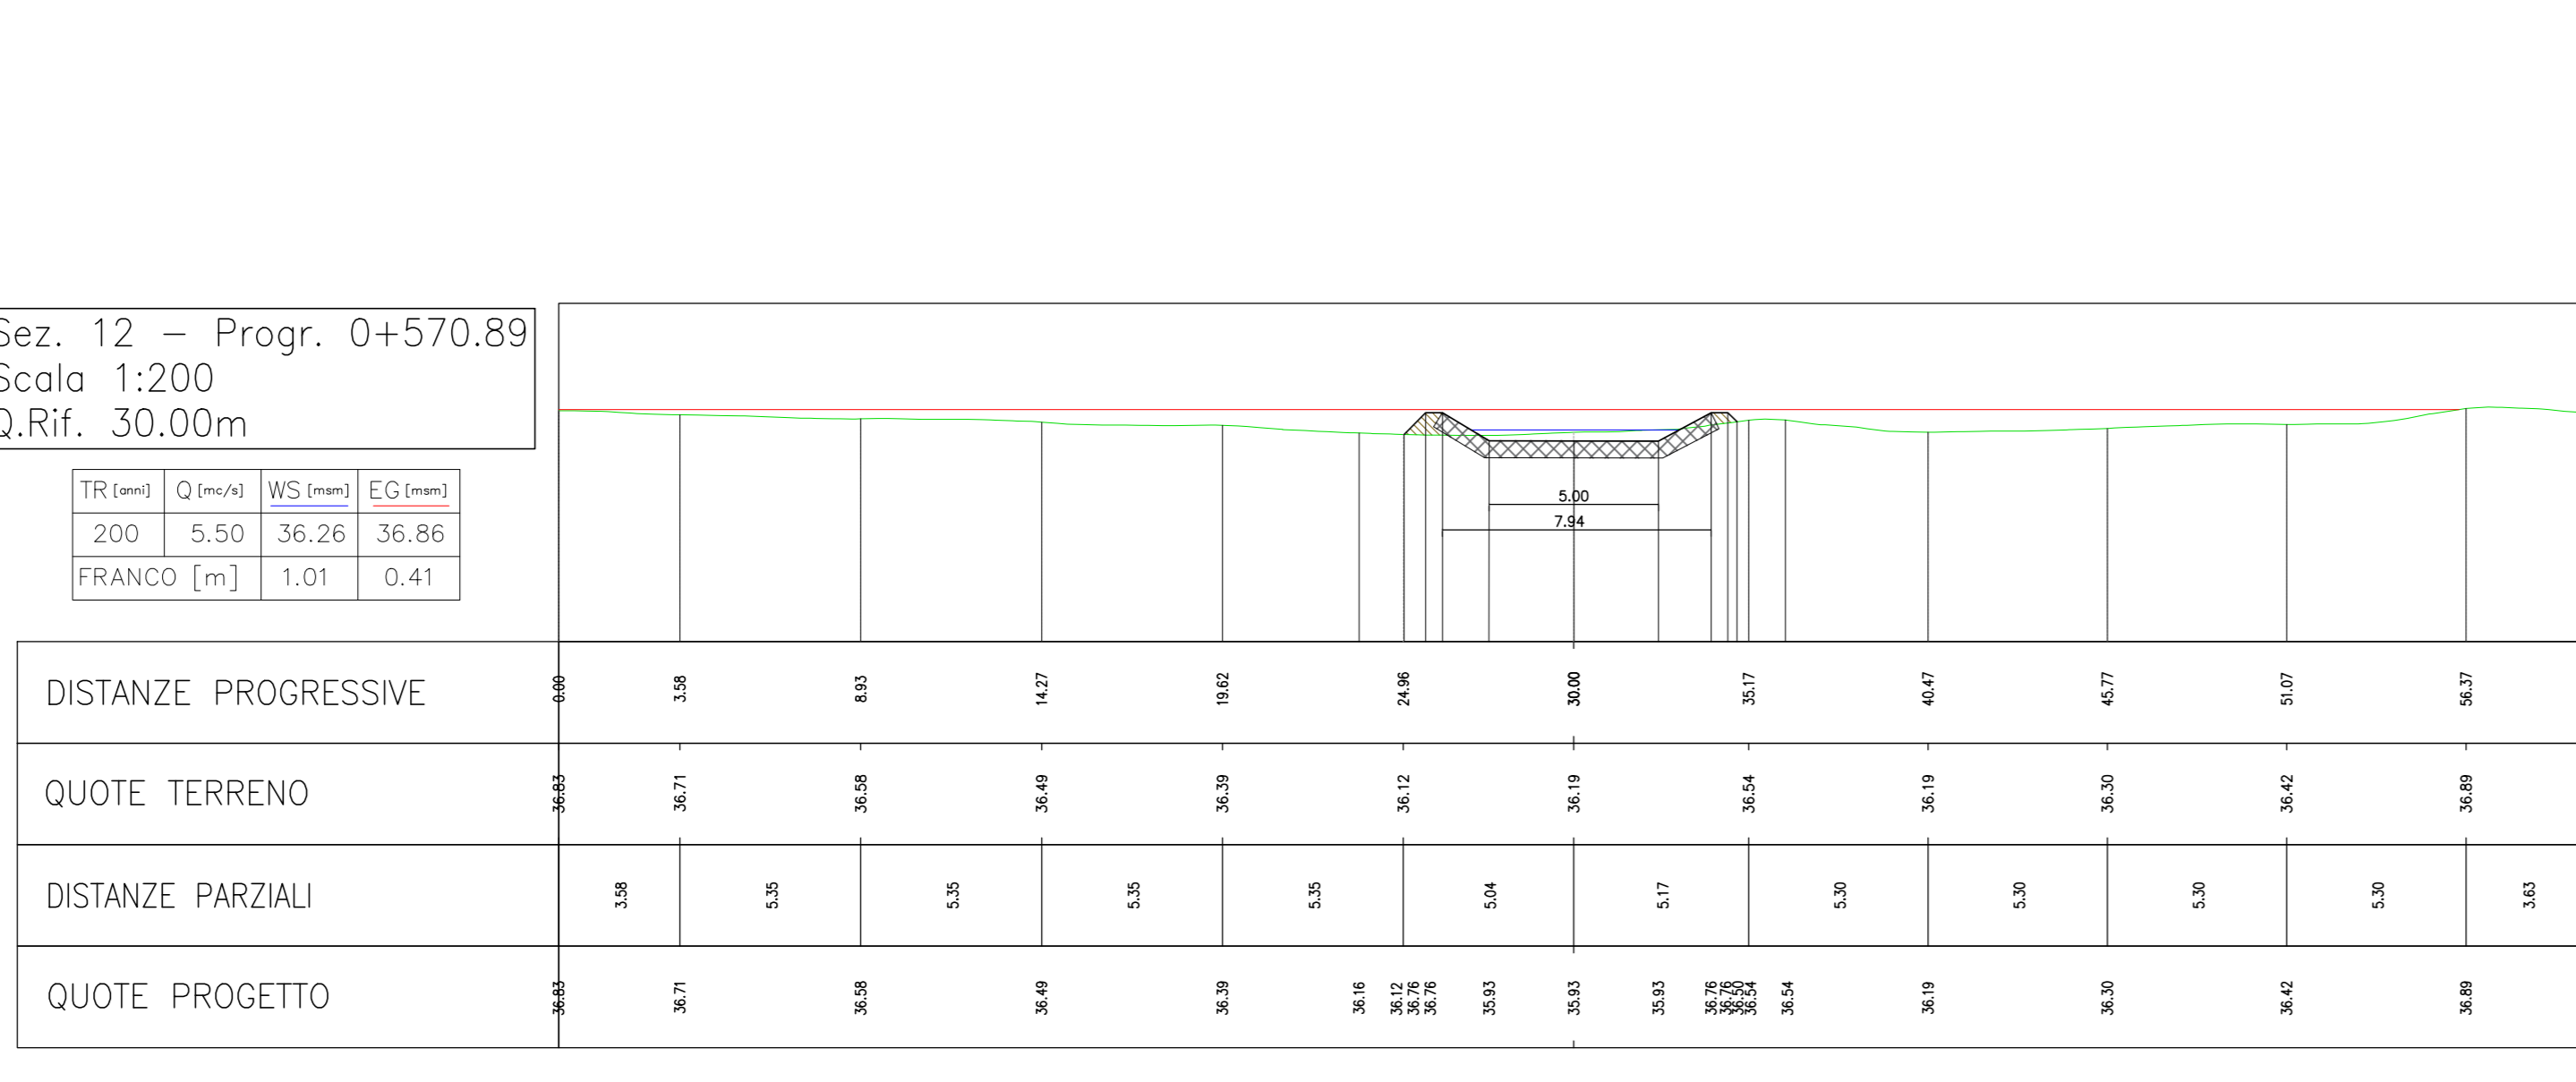 Sez. 12 – Progr. 0+570.89
Scala 1:200
Q.Rif. 30.00m
TR [anni] Q [mc/s] WS [msm] EG [msm]
200 5.50 36.26 36.86
FRANCO [m] 1.01 0.41
5.00
7.94
DISTANZE PROGRESSIVE 0.00 3.58 8.93 14.27 19.62 24.96 30.00 35.17 40.47 45.77 51.07 56.37
QUOTE TERRENO 36.83 36.71 36.58 36.49 36.39 36.12 36.19 36.54 36.19 36.30 36.42 36.89
DISTANZE PARZIALI 3.58 5.35 5.35 5.35 5.35 5.04 5.17 5.30 5.30 5.30 5.30 3.63
QUOTE PROGETTO 36.83 36.71 36.58 36.49 36.39 36.16 36.12 36.76 36.76 35.93 35.93 35.93 36.76 36.76 36.50 36.54 36.54 36.19 36.30 36.42 36.89